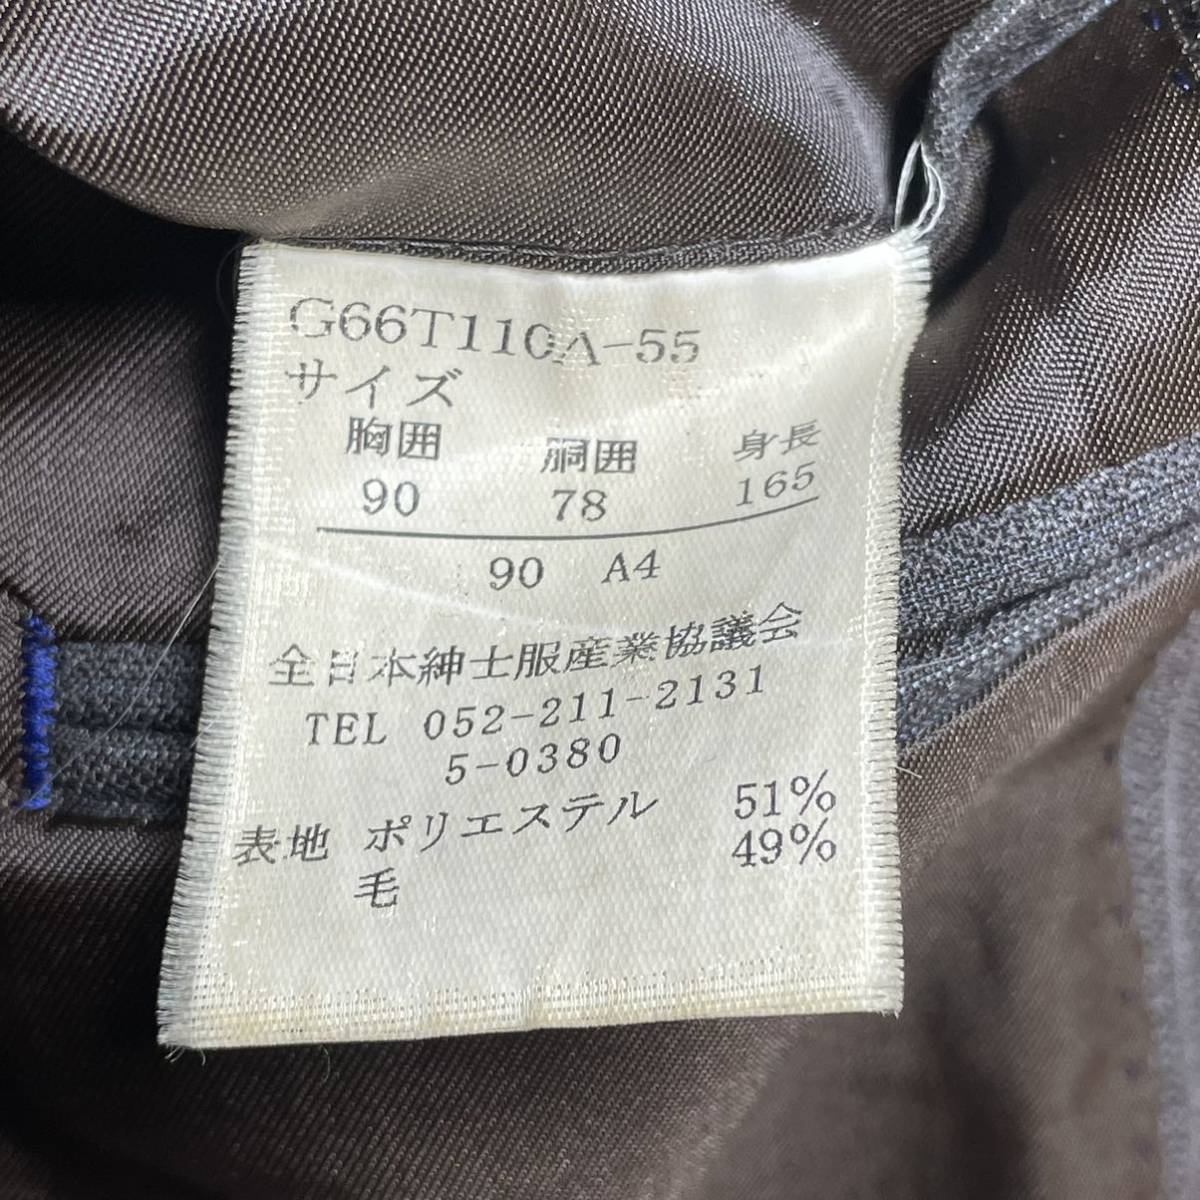 G66T110A-55
サイズ
胸囲 胴囲 身長
90 78 165
90 A4
全日本紳士服産業協議会
TEL 052-211-2131
5-0380
表地 ポリエステル 51%
毛 49%